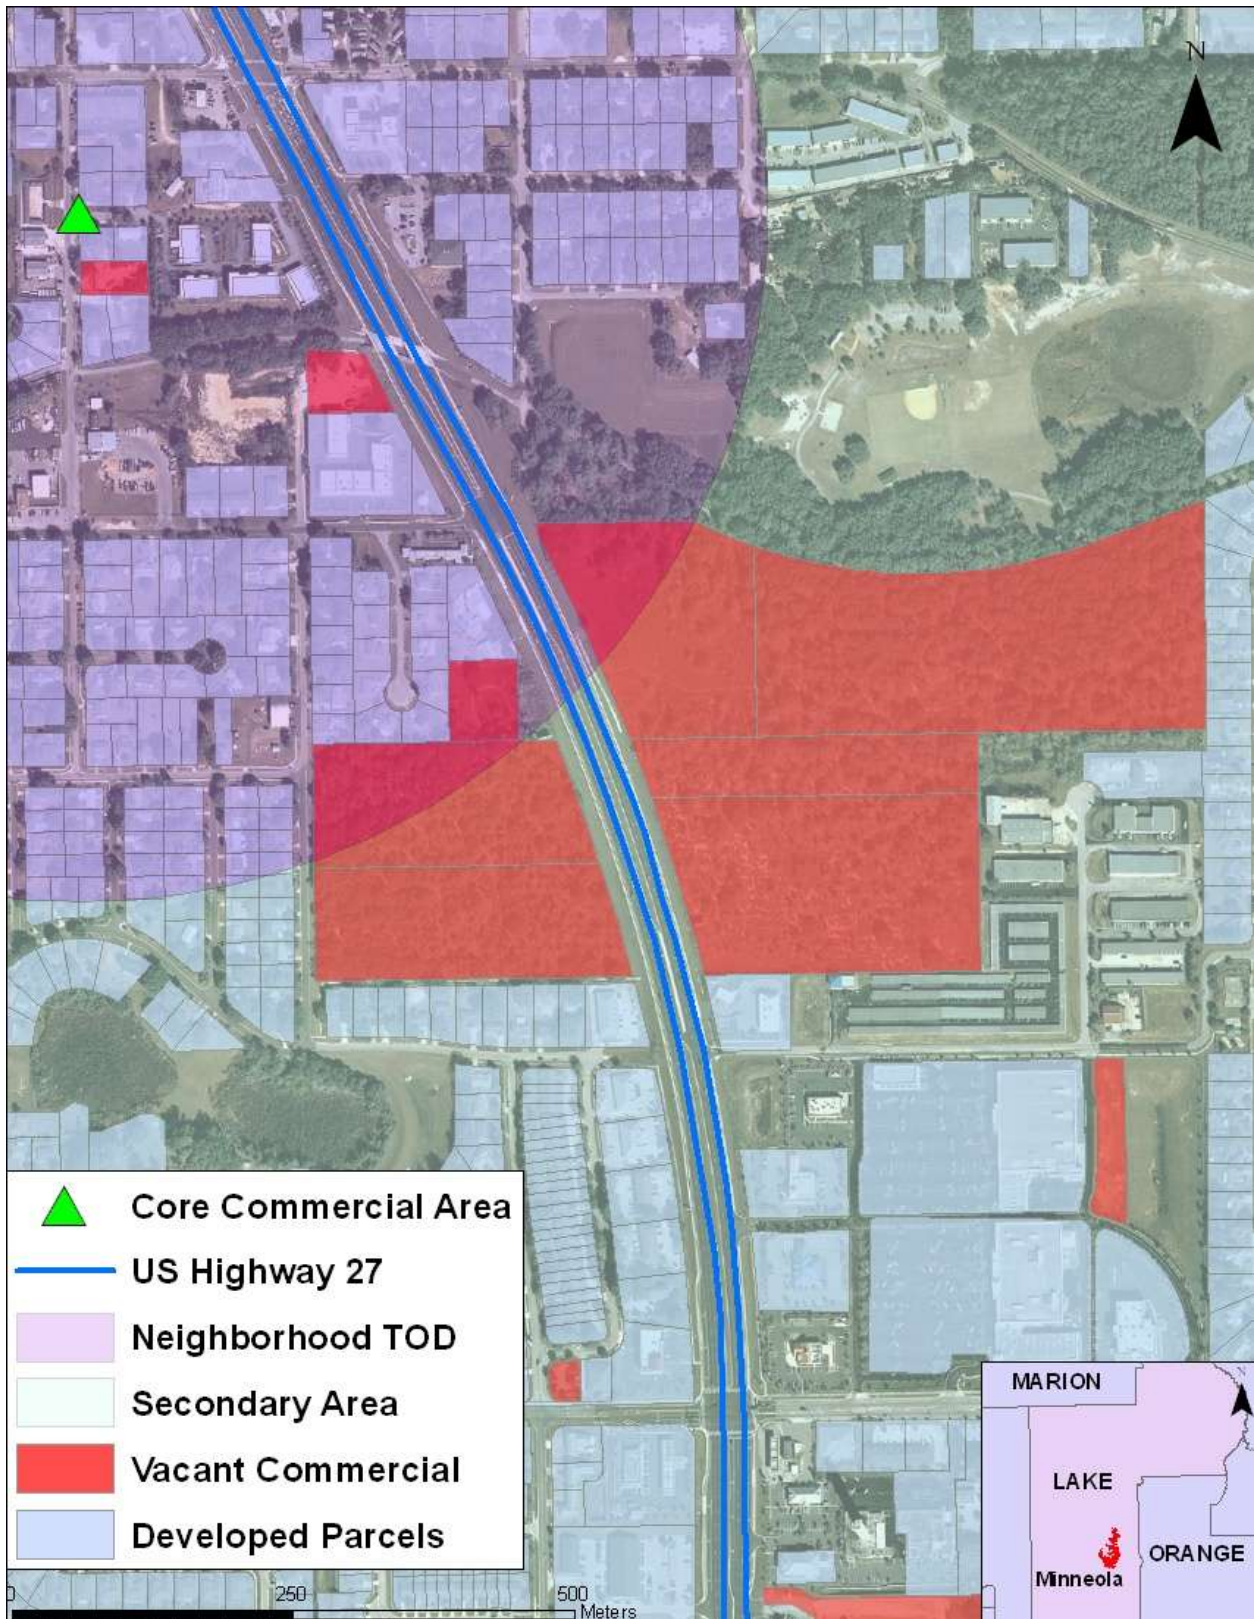 N
Core Commercial Area
US Highway 27
Neighborhood TOD
Secondary Area
Vacant Commercial
Developed Parcels
0 250 500
Meters
MARION
LAKE
ORANGE
Minneola